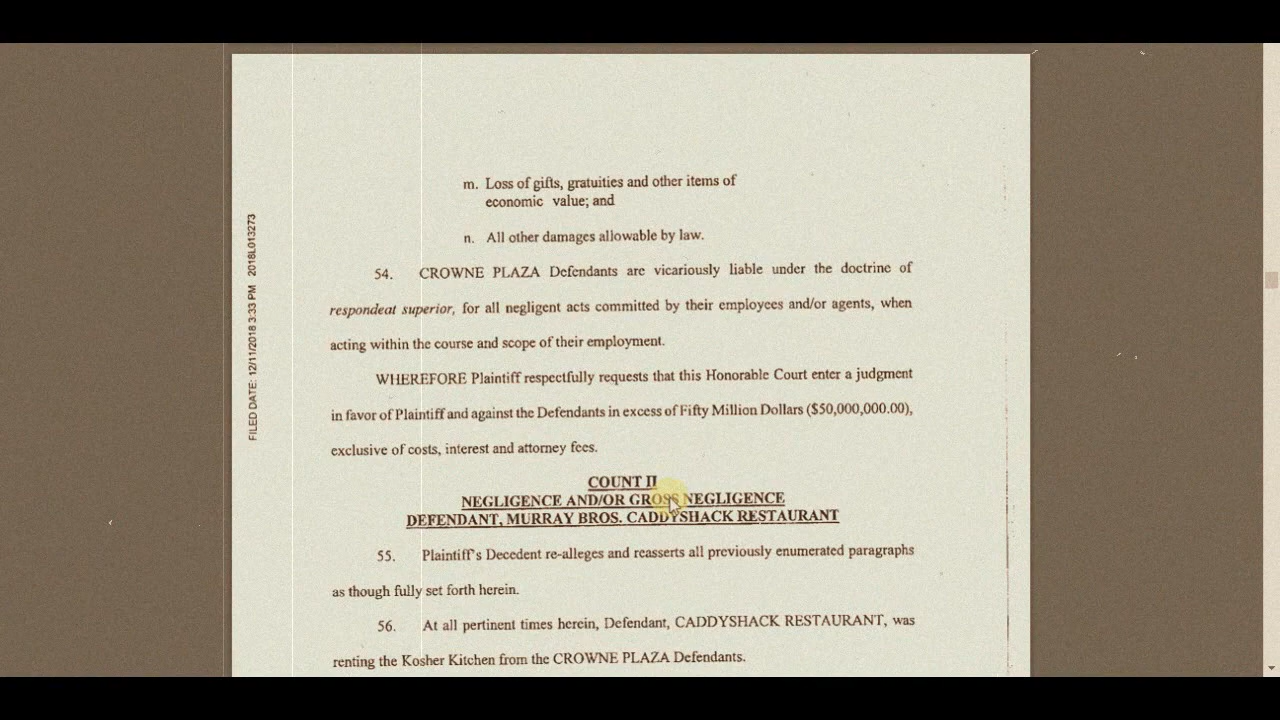 m. Loss of gifts, gratuities and other items of
economic value; and
n. All other damages allowable by law.
54. CROWNE PLAZA Defendants are vicariously liable under the doctrine of
respondeat superior, for all negligent acts committed by their employees and/or agents, when
acting within the course and scope of their employment.
WHEREFORE Plaintiff respectfully requests that this Honorable Court enter a judgment
in favor of Plaintiff and against the Defendants in excess of Fifty Million Dollars ($50,000,000.00),
exclusive of costs, interest and attorney fees.
COUNT II
NEGLIGENCE AND/OR GROSS NEGLIGENCE
DEFENDANT, MURRAY BROS. CADDYSHACK RESTAURANT
55. Plaintiff's Decedent re-alleges and reasserts all previously enumerated paragraphs
as though fully set forth herein.
56. At all pertinent times herein, Defendant, CADDYSHACK RESTAURANT, was
renting the Kosher Kitchen from the CROWNE PLAZA Defendants.
FILED DATE: 12/11/2018 3:33 PM 2018L013273